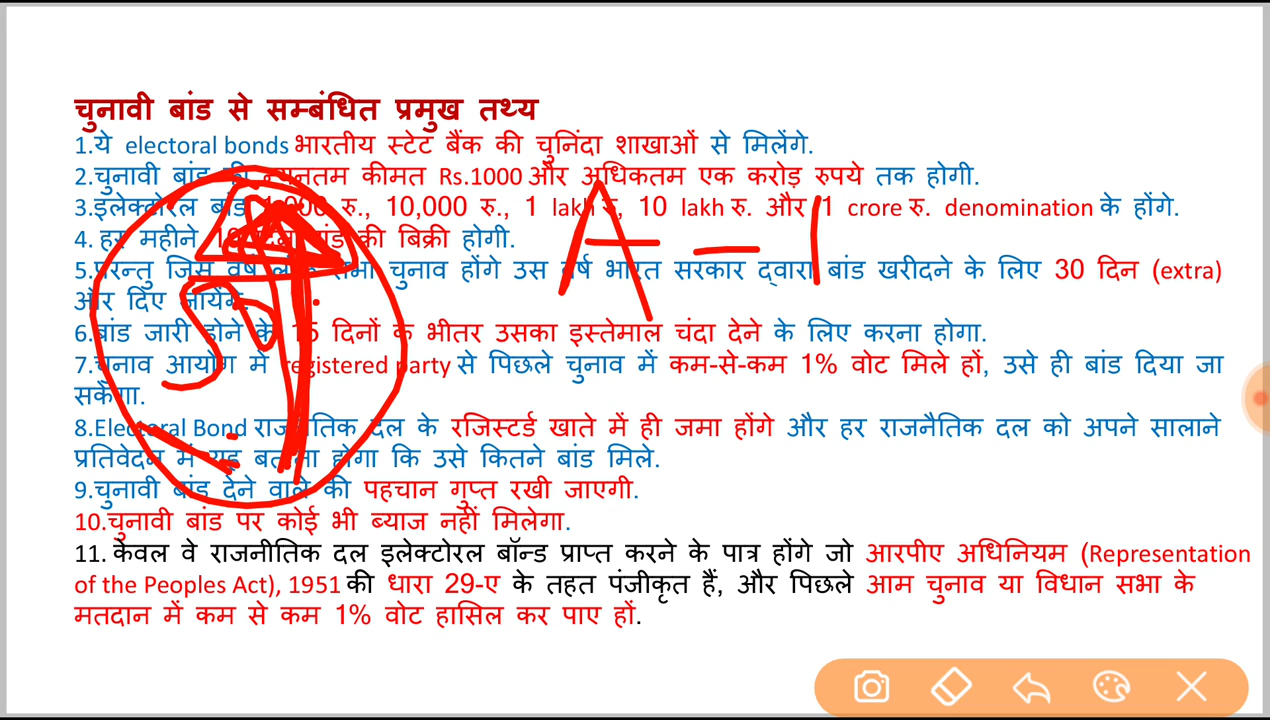 चुनावी बांड से सम्बंधित प्रमुख तथ्य
1.ये electoral bonds भारतीय स्टेट बैंक की चुनिंदा शाखाओं से मिलेंगे.
2.चुनावी बांड की न्यूनतम कीमत Rs.1000 और अधिकतम एक करोड़ रुपये तक होगी.
3.इलेक्टोरल बांड 1,000 रु., 10,000 रु., 1 lakh रु, 10 lakh रु. और 1 crore रु. denomination के होंगे.
4. हर महीने 10 दिन बांड की बिक्री होगी.
5.परन्तु जिस वर्ष लोक सभा चुनाव होंगे उस वर्ष भारत सरकार द्वारा बांड खरीदने के लिए 30 दिन (extra)
और दिए जायेंगे.
6.बांड जारी होने के 15 दिनों के भीतर उसका इस्तेमाल चंदा देने के लिए करना होगा.
7.चुनाव आयोग में registered party से पिछले चुनाव में कम-से-कम 1% वोट मिले हों, उसे ही बांड दिया जा
सकेगा.
8.Electoral Bond राजनीतिक दल के रजिस्टर्ड खाते में ही जमा होंगे और हर राजनैतिक दल को अपने सालाने
प्रतिवेदन में यह बताना होगा कि उसे कितने बांड मिले.
9.चुनावी बांड देने वाले की पहचान गुप्त रखी जाएगी.
10.चुनावी बांड पर कोई भी ब्याज नहीं मिलेगा.
11. केवल वे राजनीतिक दल इलेक्टोरल बॉन्ड प्राप्त करने के पात्र होंगे जो आरपीए अधिनियम (Representation
of the Peoples Act), 1951 की धारा 29-ए के तहत पंजीकृत हैं, और पिछले आम चुनाव या विधान सभा के
मतदान में कम से कम 1% वोट हासिल कर पाए हों.
A - 1